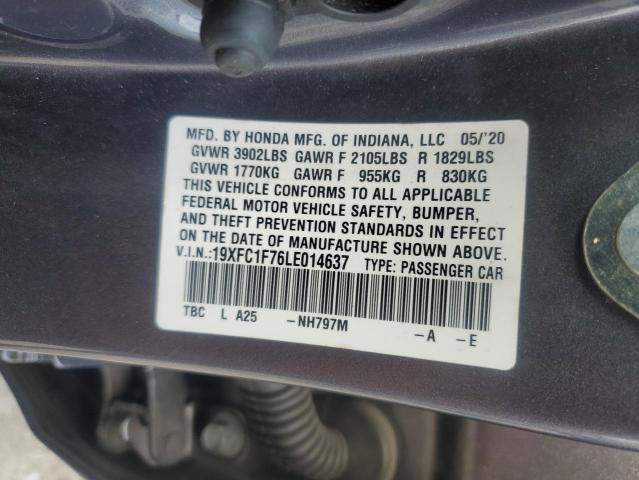 MFD. BY HONDA MFG. OF INDIANA, LLC 05/'20
GVWR 3902LBS GAWR F 2105LBS R 1829LBS
GVWR 1770KG GAWR F 955KG R 830KG
THIS VEHICLE CONFORMS TO ALL APPLICABLE
FEDERAL MOTOR VEHICLE SAFETY, BUMPER,
AND THEFT PREVENTION STANDARDS IN EFFECT
ON THE DATE OF MANUFACTURE SHOWN ABOVE.
V.I.N.:19XFC1F76LE014637 TYPE: PASSENGER CAR
TBC L A25 -NH797M -A -E